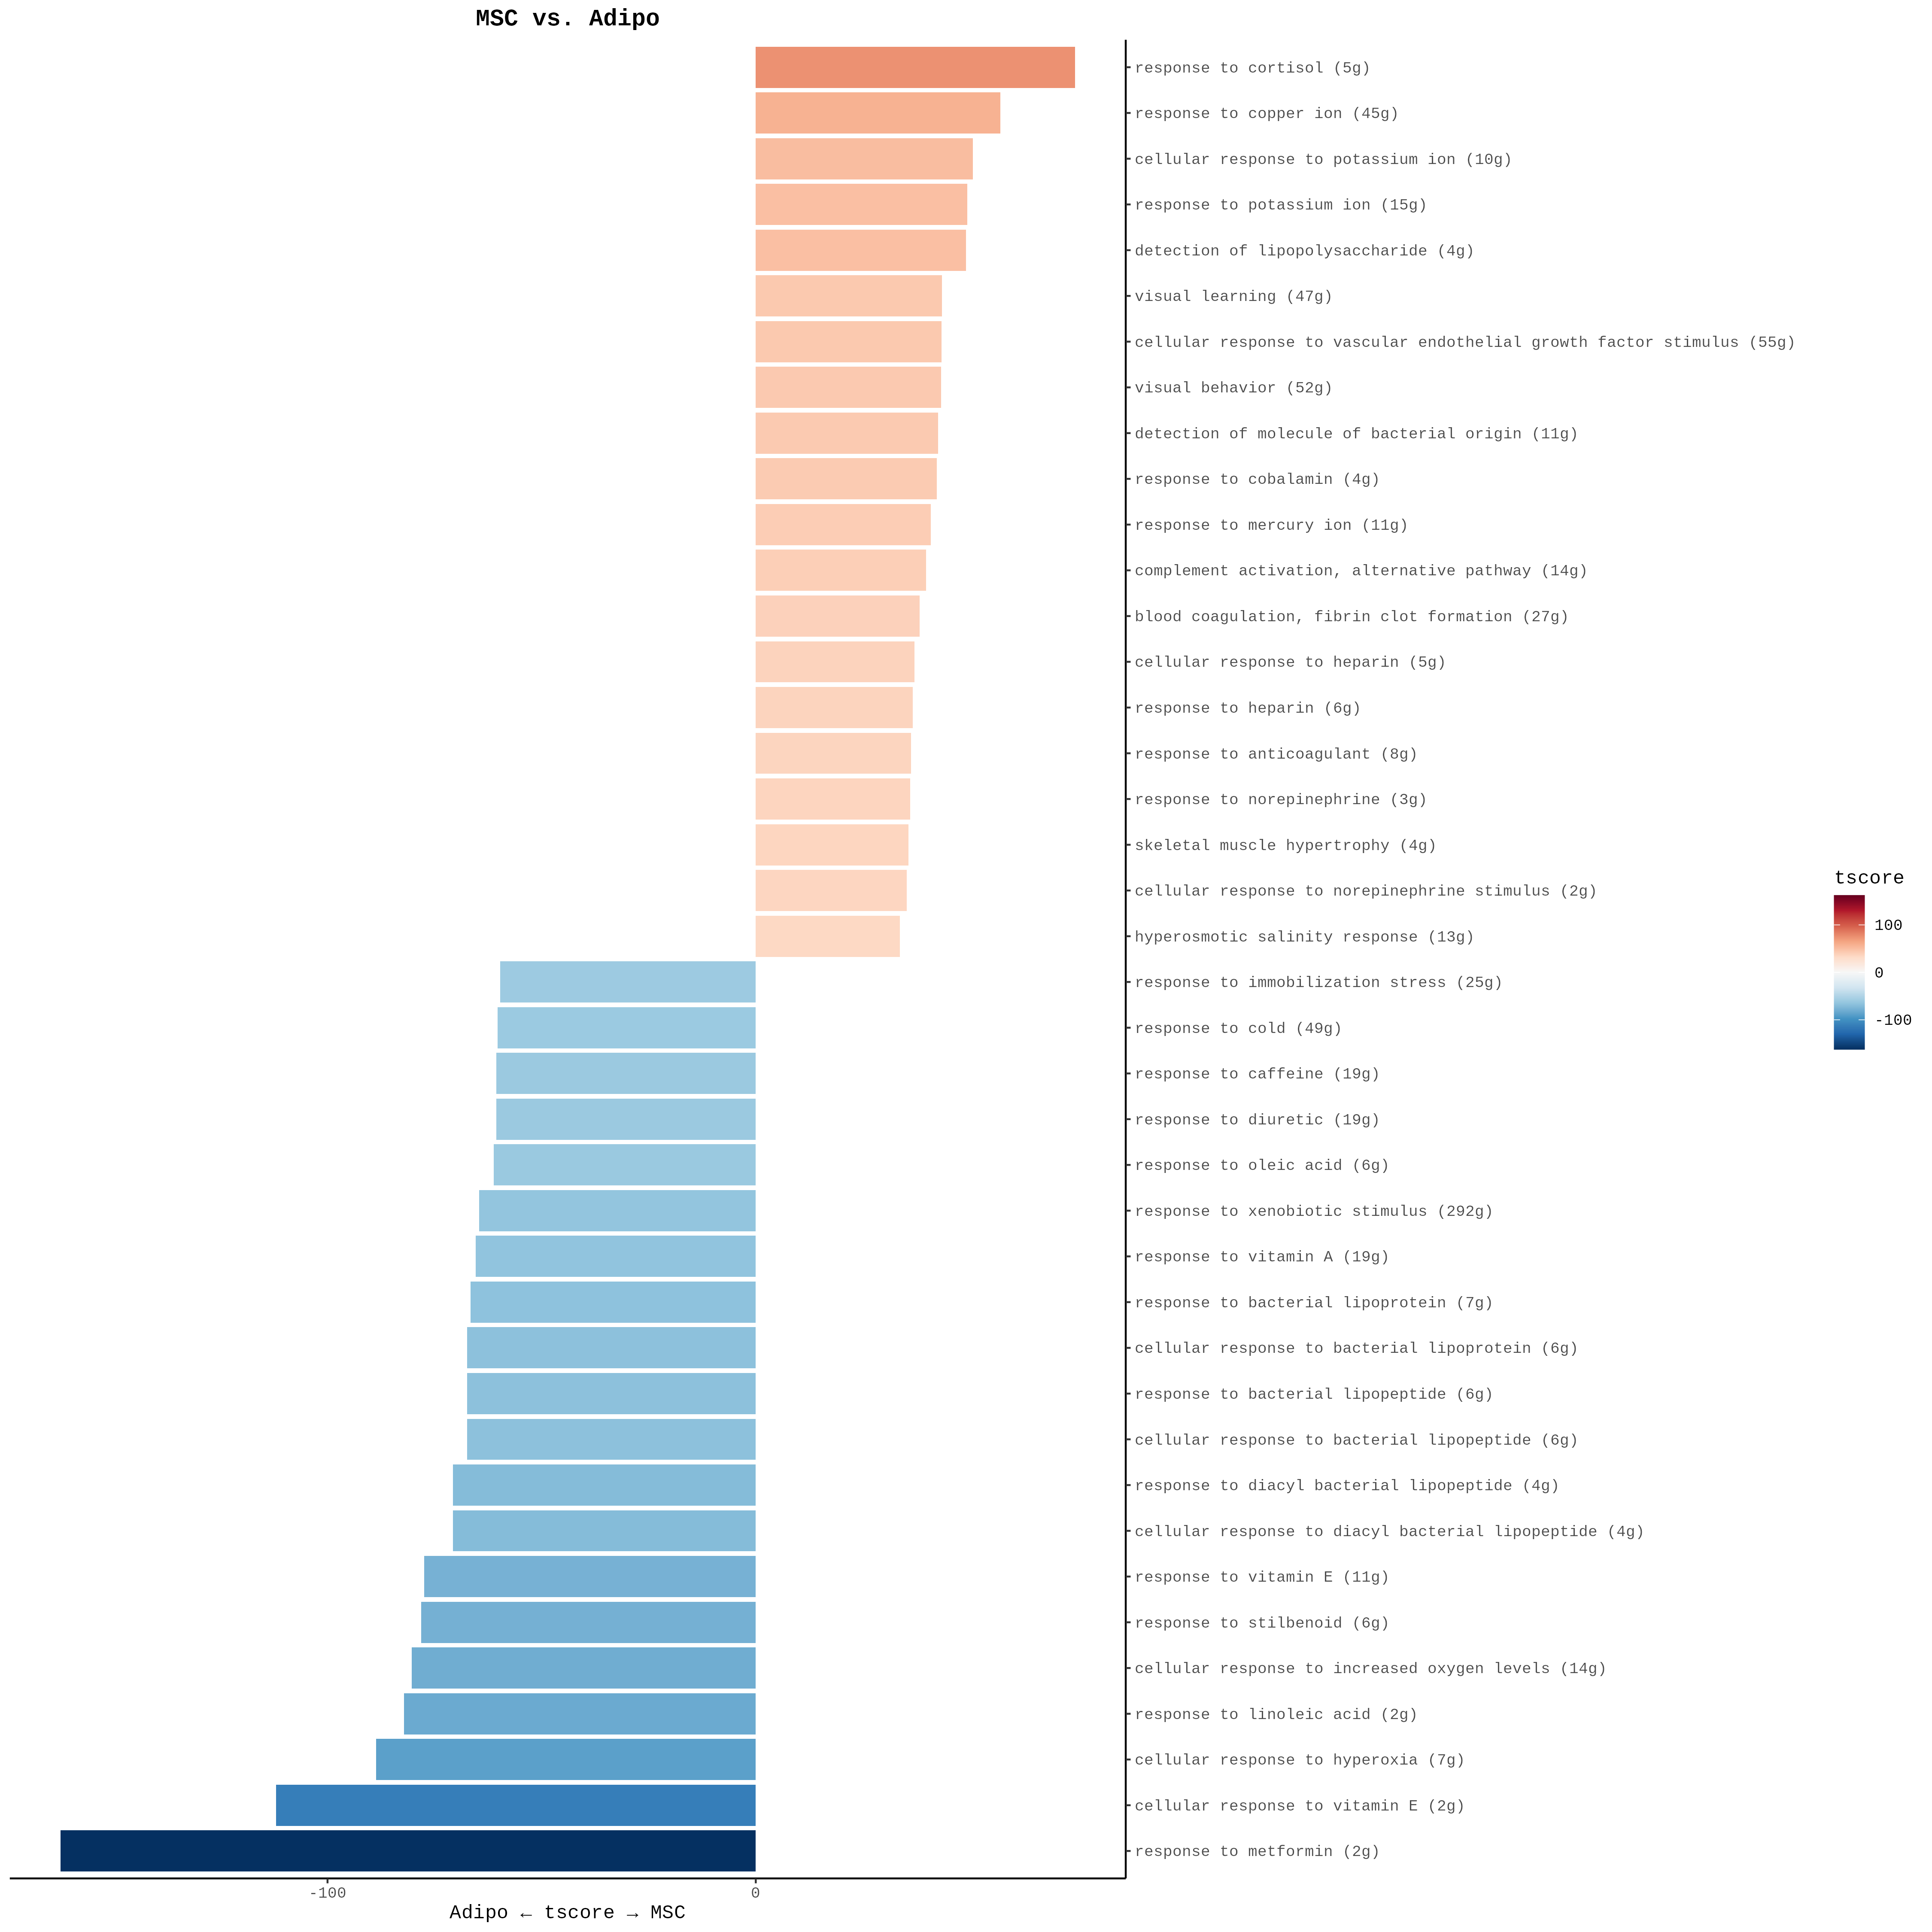 MSC vs. Adipo
response to cortisol (5g)
response to copper ion (45g)
cellular response to potassium ion (10g)
response to potassium ion (15g)
detection of lipopolysaccharide (4g)
visual learning (47g)
cellular response to vascular endothelial growth factor stimulus (55g)
visual behavior (52g)
detection of molecule of bacterial origin (11g)
response to cobalamin (4g)
response to mercury ion (11g)
complement activation, alternative pathway (14g)
blood coagulation, fibrin clot formation (27g)
cellular response to heparin (5g)
response to heparin (6g)
response to anticoagulant (8g)
response to norepinephrine (3g)
skeletal muscle hypertrophy (4g)
cellular response to norepinephrine stimulus (2g)
hyperosmotic salinity response (13g)
response to immobilization stress (25g)
response to cold (49g)
response to caffeine (19g)
response to diuretic (19g)
response to oleic acid (6g)
response to xenobiotic stimulus (292g)
response to vitamin A (19g)
response to bacterial lipoprotein (7g)
cellular response to bacterial lipoprotein (6g)
response to bacterial lipopeptide (6g)
cellular response to bacterial lipopeptide (6g)
response to diacyl bacterial lipopeptide (4g)
cellular response to diacyl bacterial lipopeptide (4g)
response to vitamin E (11g)
response to stilbenoid (6g)
cellular response to increased oxygen levels (14g)
response to linoleic acid (2g)
cellular response to hyperoxia (7g)
cellular response to vitamin E (2g)
response to metformin (2g)
-100 0
Adipo ← tscore → MSC
tscore
100
0
-100